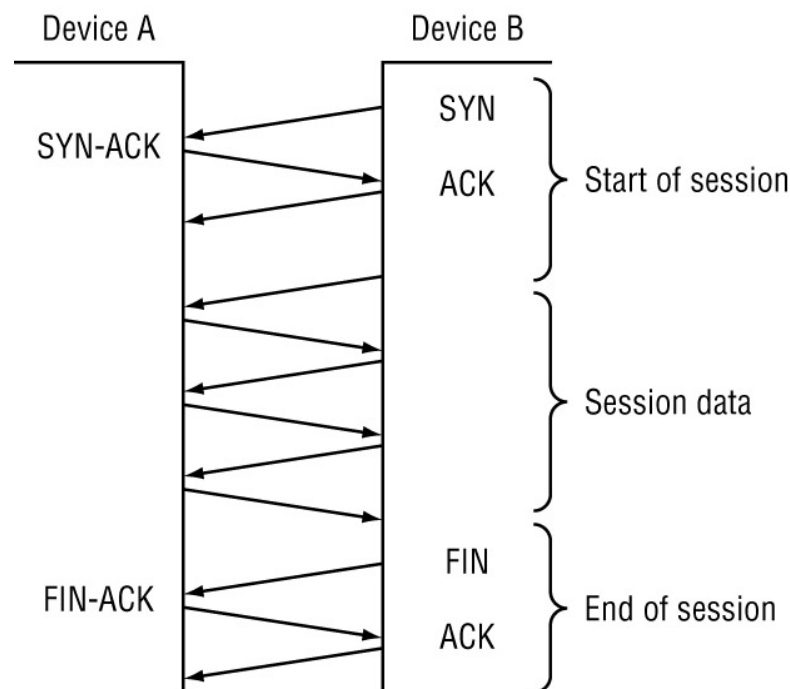 Device A
Device B
SYN
SYN-ACK
ACK
Start of session
Session data
FIN
FIN-ACK
End of session
ACK